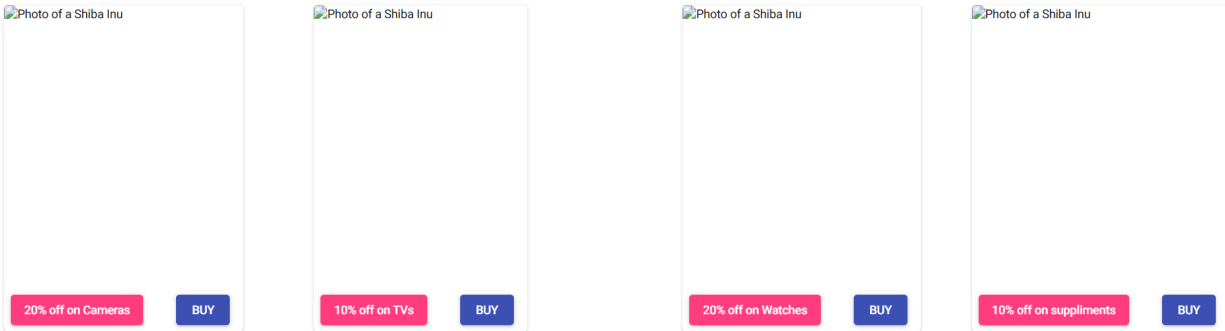 Photo of a Shiba Inu
Photo of a Shiba Inu
Photo of a Shiba Inu
Photo of a Shiba Inu
20% off on Cameras
BUY
10% off on TVs
BUY
20% off on Watches
BUY
10% off on suppliments
BUY